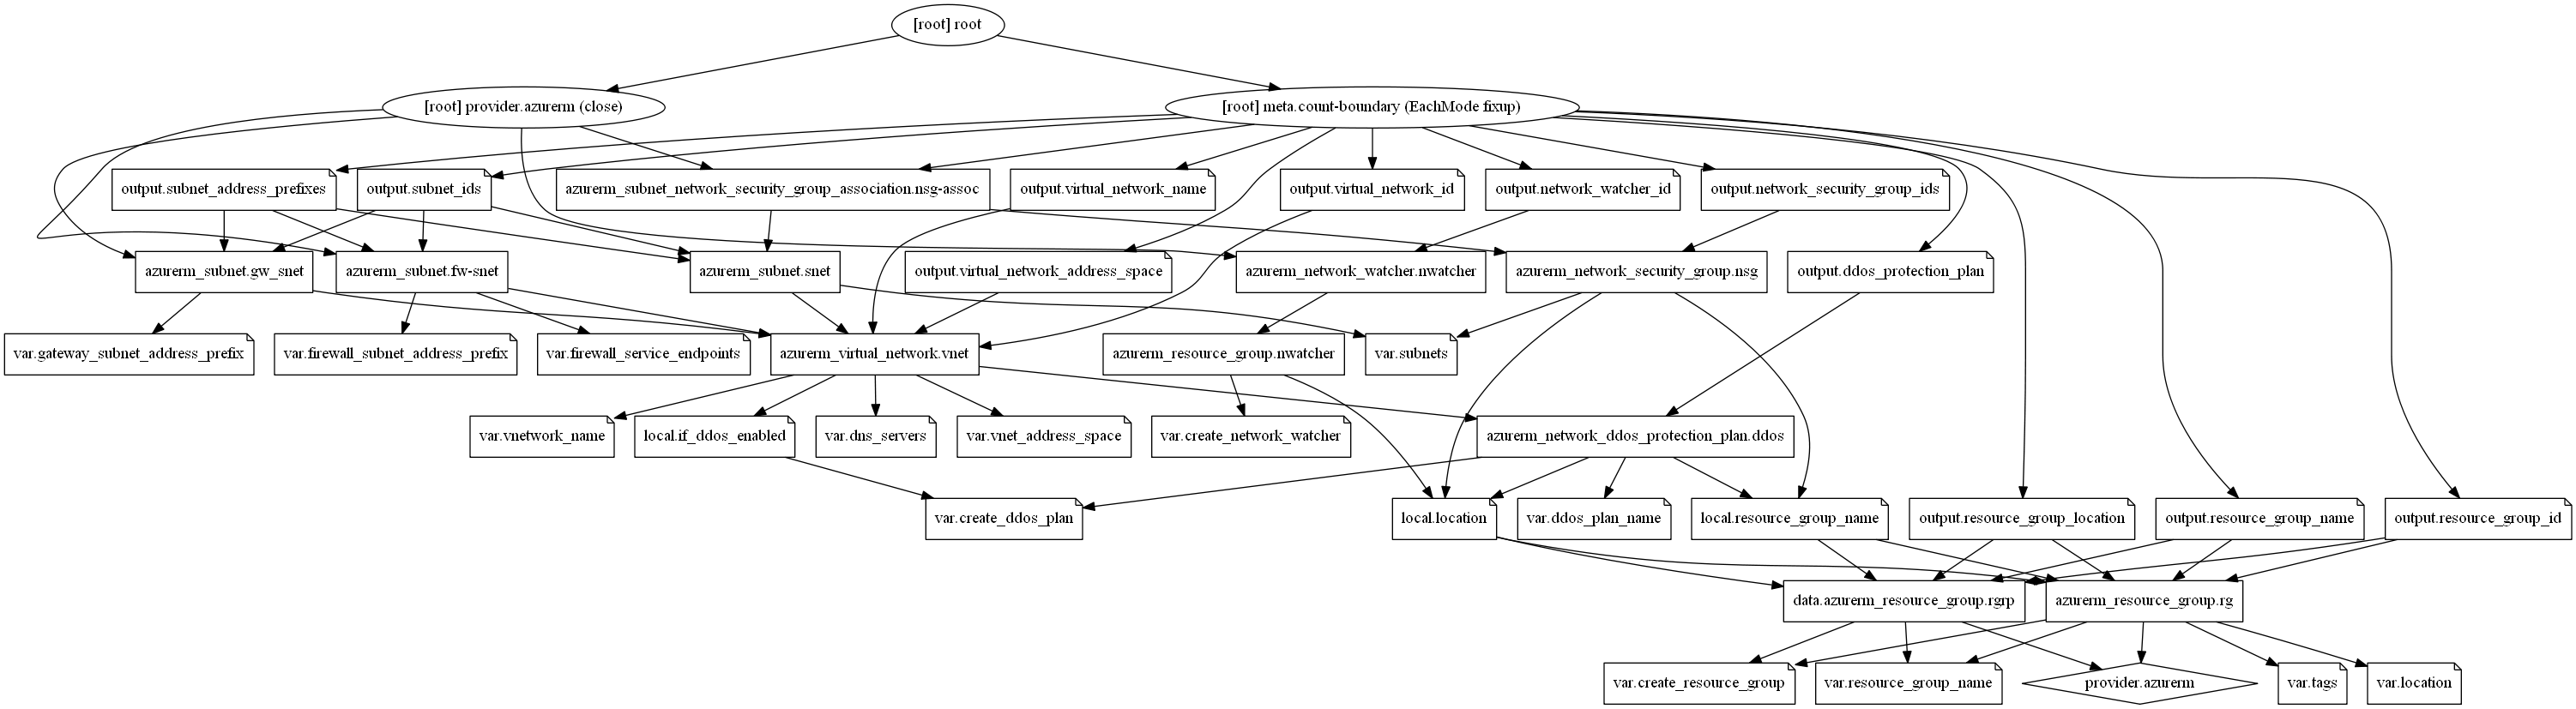 [root] root
[root] provider.azurerm (close)
[root] meta.count-boundary (EachMode fixup)
output.subnet_address_prefixes
output.subnet_ids
azurerm_subnet_network_security_group_association.nsg-assoc
output.virtual_network_name
output.virtual_network_id
output.network_watcher_id
output.network_security_group_ids
azurerm_subnet.gw_snet
azurerm_subnet.fw-snet
azurerm_subnet.snet
output.virtual_network_address_space
azurerm_network_watcher.nwatcher
azurerm_network_security_group.nsg
output.ddos_protection_plan
var.gateway_subnet_address_prefix
var.firewall_subnet_address_prefix
var.firewall_service_endpoints
azurerm_virtual_network.vnet
azurerm_resource_group.nwatcher
var.subnets
var.vnetwork_name
local.if_ddos_enabled
var.dns_servers
var.vnet_address_space
var.create_network_watcher
azurerm_network_ddos_protection_plan.ddos
var.create_ddos_plan
local.location
var.ddos_plan_name
local.resource_group_name
output.resource_group_location
output.resource_group_name
output.resource_group_id
data.azurerm_resource_group.rgrp
azurerm_resource_group.rg
var.create_resource_group
var.resource_group_name
provider.azurerm
var.tags
var.location